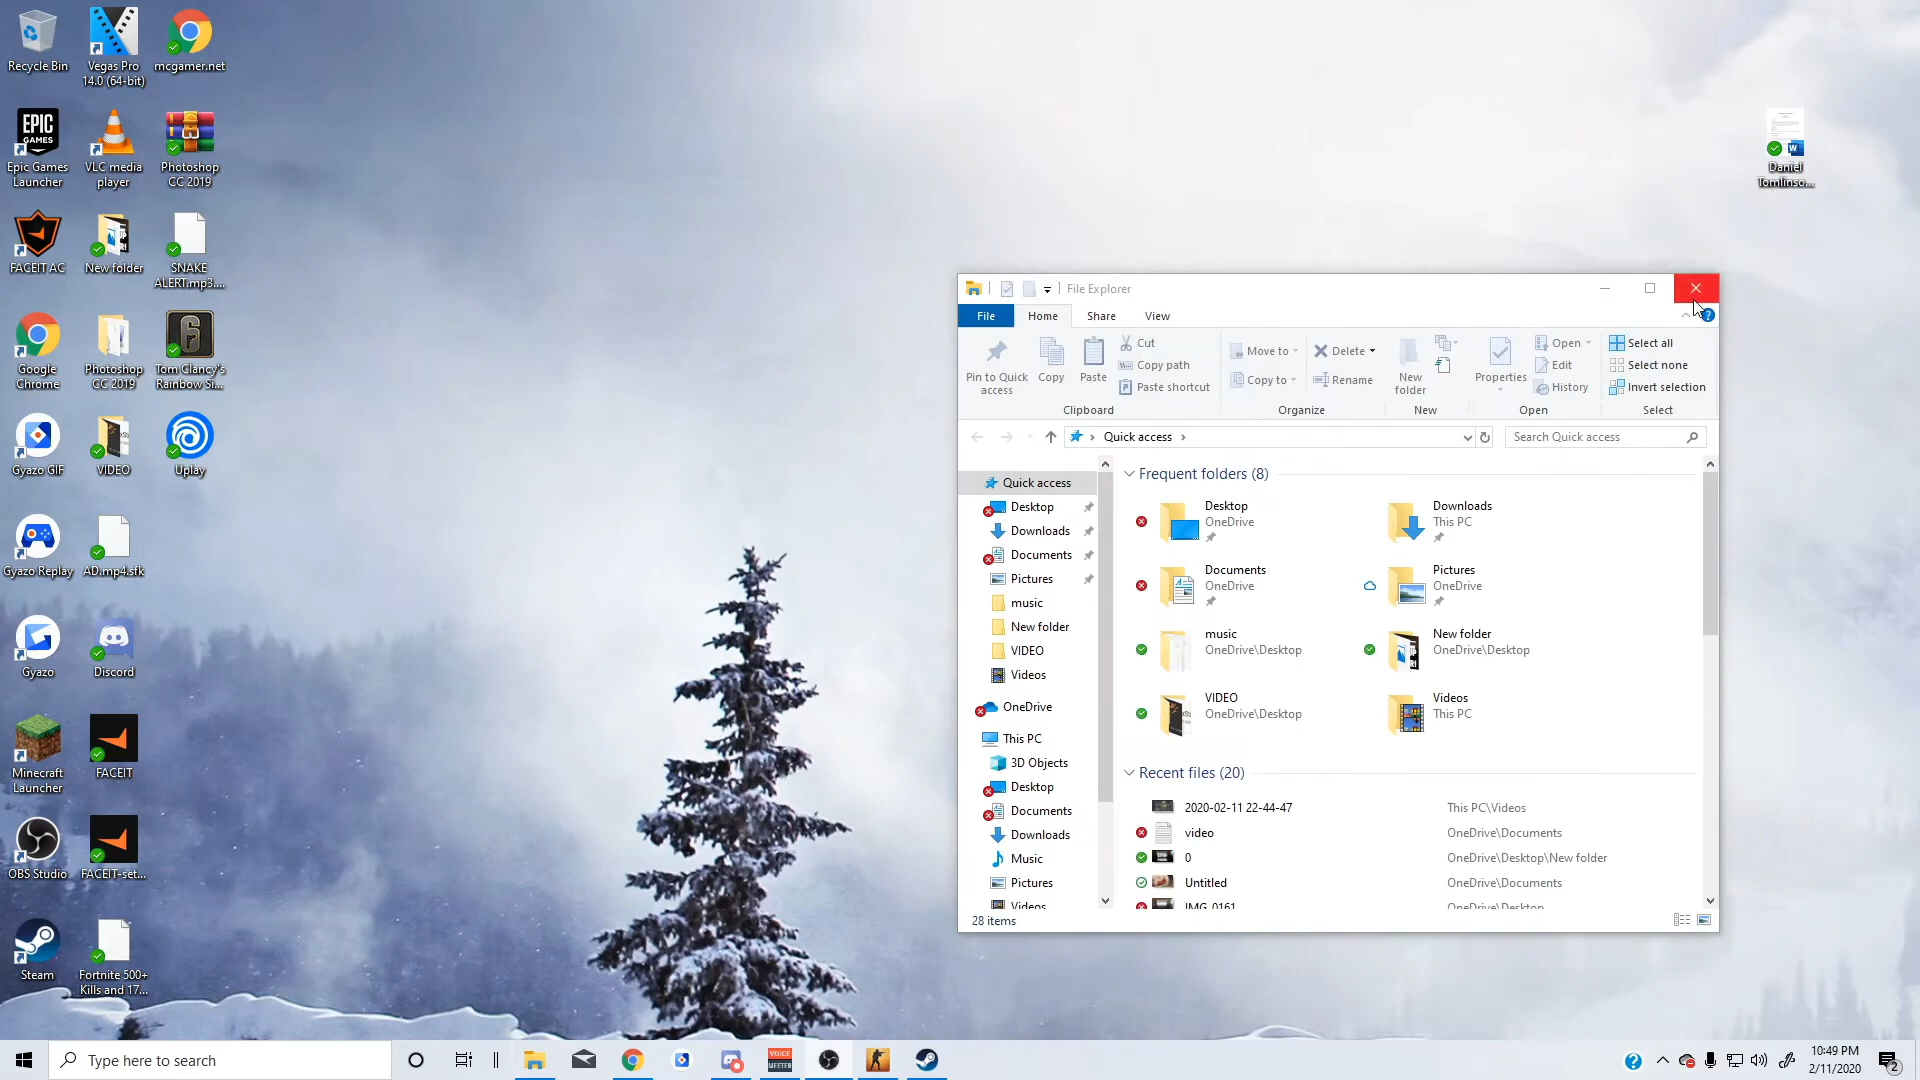 Recycle Bin
Vegas Pro
14.0 (64-bit)
mcgamer.net
EPIC
GAMES
Epic Games
Launcher
VLC media
player
Photoshop
CC 2019
FACEIT AC
New folder
SNAKE
ALERT.mp3....
Google
Chrome
Photoshop
CC 2019
Tom Clancy's
Rainbow Si...
Gyazo GIF
VIDEO
Uplay
Gyazo Replay
AD.mp4.sfk
Gyazo
Discord
Minecraft
Launcher
FACEIT
OBS Studio
FACEIT-set...
Steam
Fortnite 500+
Kills and 17...
Daniel
Tomlinso...
File Explorer
File
Home
Share
View
Pin to Quick
access
Copy
Paste
Cut
Copy path
Paste shortcut
Clipboard
Move to
Copy to
Delete
Rename
Organize
New
folder
New
Properties
Open
Edit
History
Open
Select all
Select none
Invert selection
Select
Quick access
Search Quick access
Quick access
Desktop
Downloads
Documents
Pictures
music
New folder
VIDEO
Videos
OneDrive
This PC
3D Objects
Desktop
Documents
Downloads
Music
Pictures
Videos
Frequent folders (8)
Desktop
OneDrive
Downloads
This PC
Documents
OneDrive
Pictures
OneDrive
music
OneDrive\Desktop
New folder
OneDrive\Desktop
VIDEO
OneDrive\Desktop
Videos
This PC
Recent files (20)
2020-02-11 22-44-47 This PC\Videos
video OneDrive\Documents
0 OneDrive\Desktop\New folder
Untitled OneDrive\Documents
IMG_0161 OneDrive\Desktop
28 items
Type here to search
VOICE
MEETER
10:49 PM
2/11/2020
2